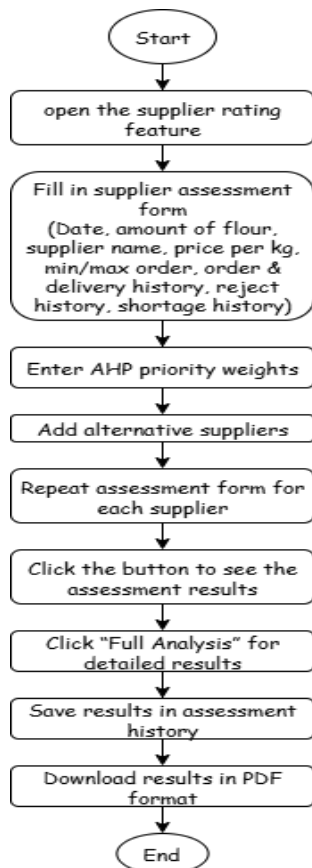 Start
open the supplier rating
feature
Fill in supplier assessment
form
(Date, amount of flour,
supplier name, price per kg,
min/max order, order &
delivery history, reject
history, shortage history)
Enter AHP priority weights
Add alternative suppliers
Repeat assessment form for
each supplier
Click the button to see the
assessment results
Click “Full Analysis” for
detailed results
Save results in assessment
history
Download results in PDF
format
End